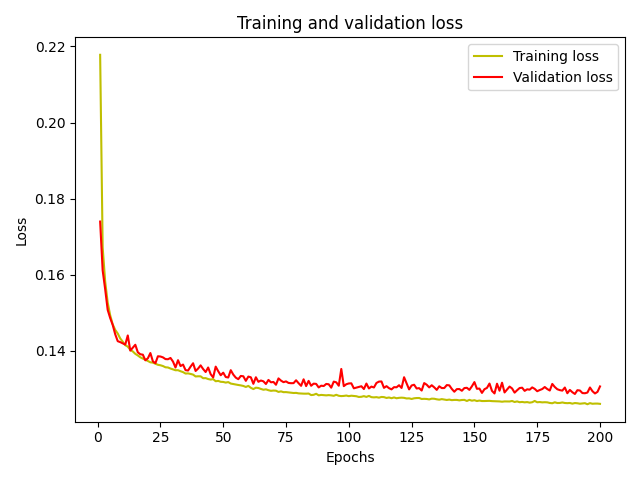 Training and validation loss
Training loss
Validation loss
0.22
0.20
0.18
0.16
0.14
Loss
0
25
50
75
100
125
150
175
200
Epochs